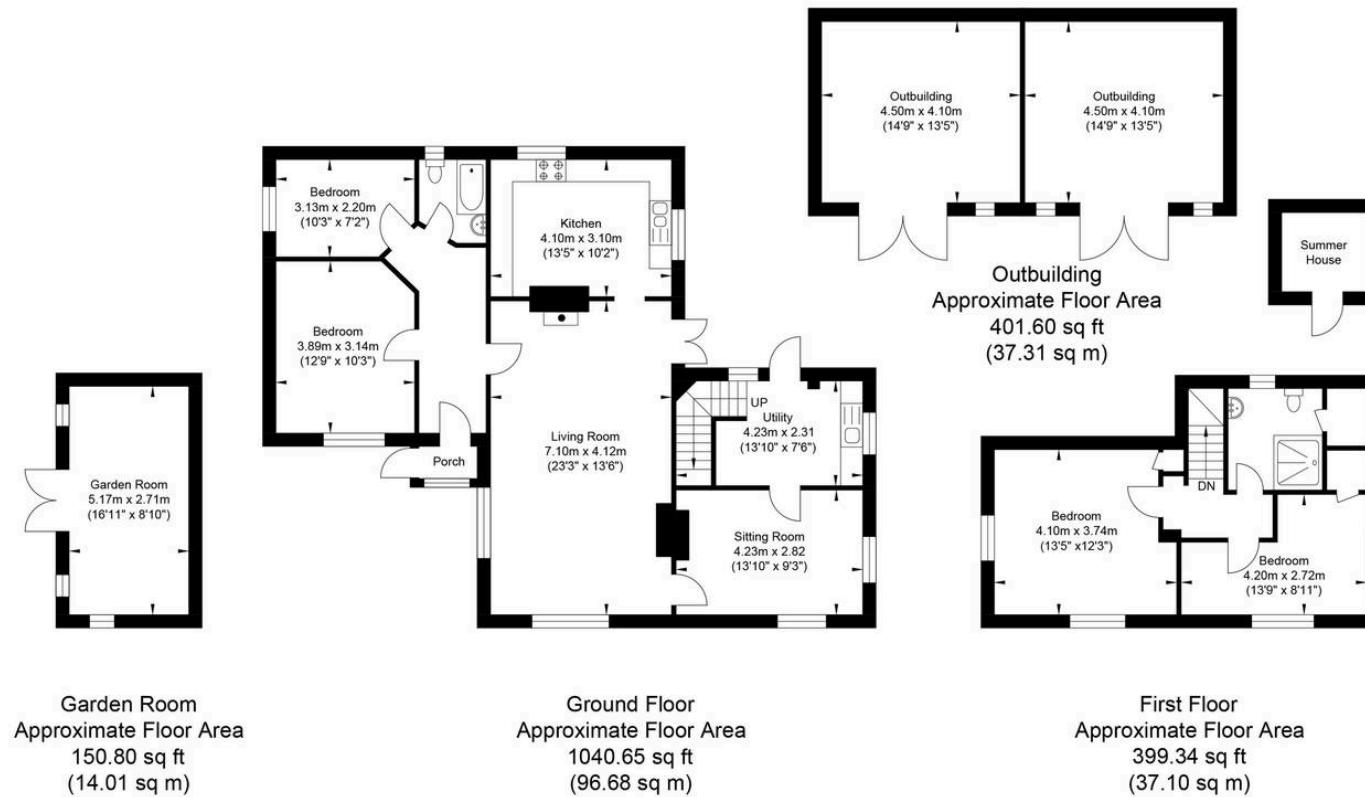 Outbuilding
4.50m x 4.10m
(14'9" x 13'5")
Outbuilding
4.50m x 4.10m
(14'9" x 13'5")
Outbuilding
Approximate Floor Area
401.60 sq ft
(37.31 sq m)
Summer
House
Bedroom
3.13m x 2.20m
(10'3" x 7'2")
Kitchen
4.10m x 3.10m
(13'5" x 10'2")
Bedroom
3.89m x 3.14m
(12'9" x 10'3")
Porch
Living Room
7.10m x 4.12m
(23'3" x 13'6")
UP
Utility
4.23m x 2.31
(13'10" x 7'6")
Sitting Room
4.23m x 2.82
(13'10" x 9'3")
Garden Room
5.17m x 2.71m
(16'11" x 8'10")
DN
Bedroom
4.10m x 3.74m
(13'5" x12'3")
Bedroom
4.20m x 2.72m
(13'9" x 8'11")
Garden Room
Approximate Floor Area
150.80 sq ft
(14.01 sq m)
Ground Floor
Approximate Floor Area
1040.65 sq ft
(96.68 sq m)
First Floor
Approximate Floor Area
399.34 sq ft
(37.10 sq m)